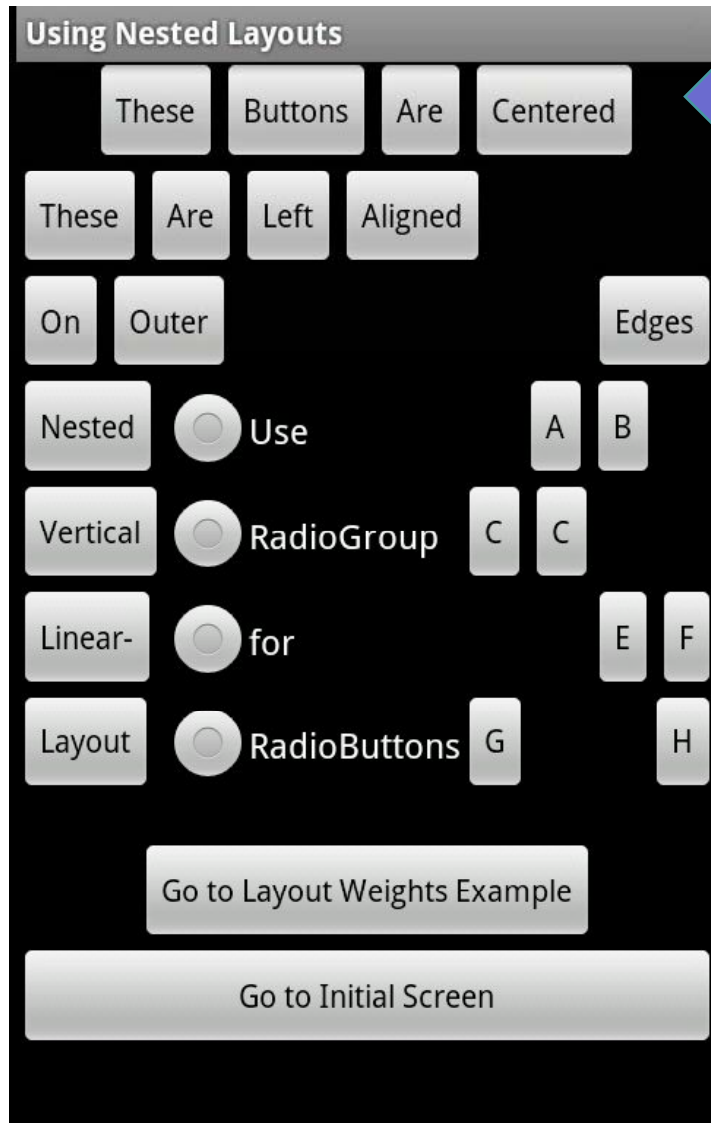 Using Nested Layouts
These Buttons Are Centered
These Are Left Aligned
On Outer Edges
Nested Use A B
Vertical RadioGroup C C
Linear- for E F
Layout RadioButtons G H
Go to Layout Weights Example
Go to Initial Screen